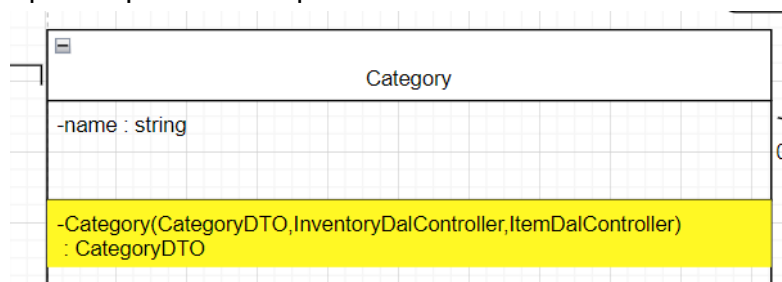 Category
-name : string
-Category(CategoryDTO,InventoryDalController,ItemDalController)
: CategoryDTO